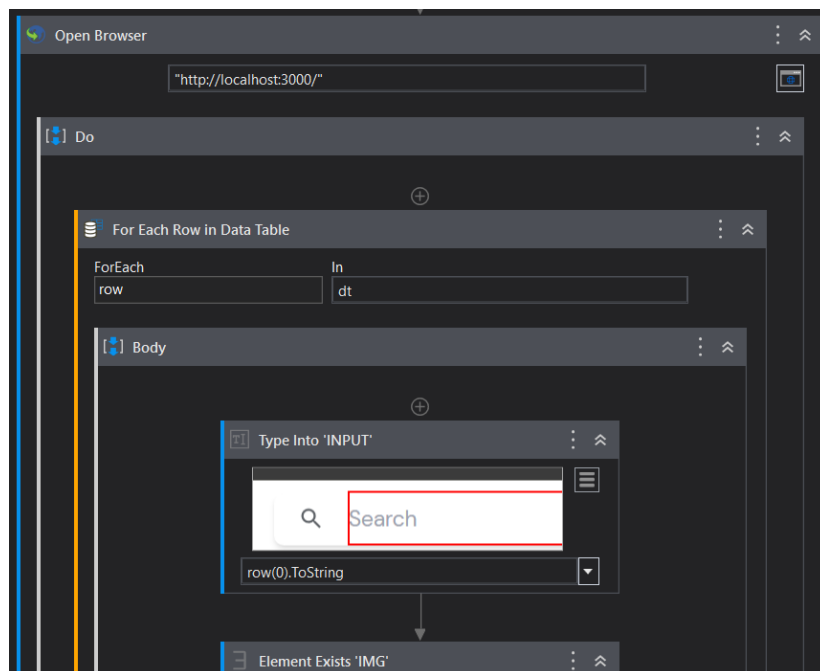 Open Browser
"http://localhost:3000/"
Do
For Each Row in Data Table
ForEach In
row dt
Body
Type Into 'INPUT'
Search
row(0).ToString
Element Exists 'IMG'